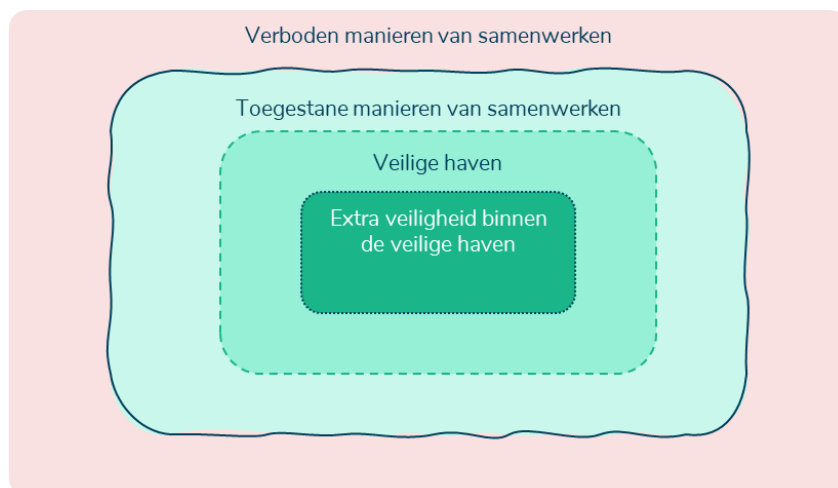 Verboden manieren van samenwerken
Toegestane manieren van samenwerken
Veilige haven
Extra veiligheid binnen
de veilige haven